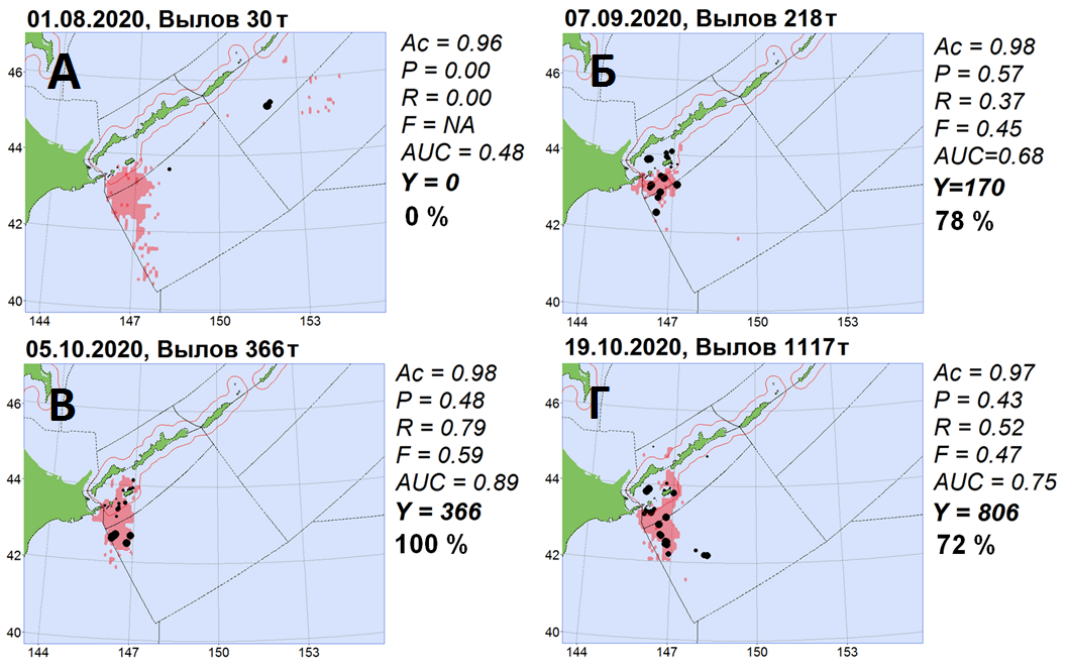 01.08.2020, Вылов 30 т
А
46
44
42
40
144
147
150
153
Ac = 0.96
P = 0.00
R = 0.00
F = NA
AUC = 0.48
Y = 0
0 %
07.09.2020, Вылов 218 т
Б
46
44
42
40
144
147
150
153
Ac = 0.98
P = 0.57
R = 0.37
F = 0.45
AUC=0.68
Y=170
78 %
05.10.2020, Вылов 366 т
В
46
44
42
40
144
147
150
153
Ac = 0.98
P = 0.48
R = 0.79
F = 0.59
AUC = 0.89
Y = 366
100 %
19.10.2020, Вылов 1117 т
Г
46
44
42
40
144
147
150
153
Ac = 0.97
P = 0.43
R = 0.52
F = 0.47
AUC = 0.75
Y = 806
72 %